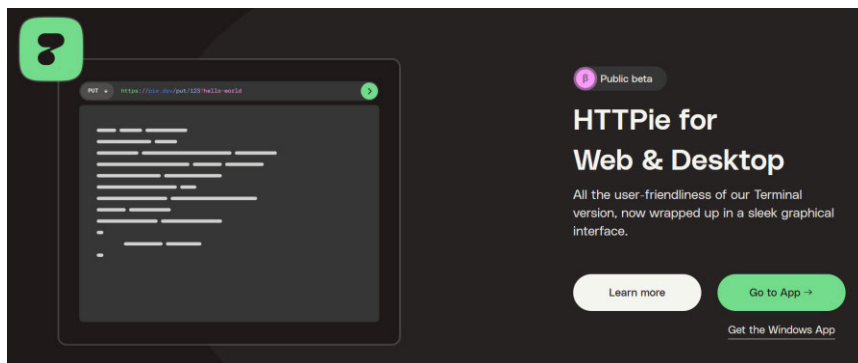 PUT
https://pie.dev/put/123?hello=world
β Public beta
HTTPie for
Web & Desktop
All the user-friendliness of our Terminal
version, now wrapped up in a sleek graphical
interface.
Learn more
Go to App →
Get the Windows App